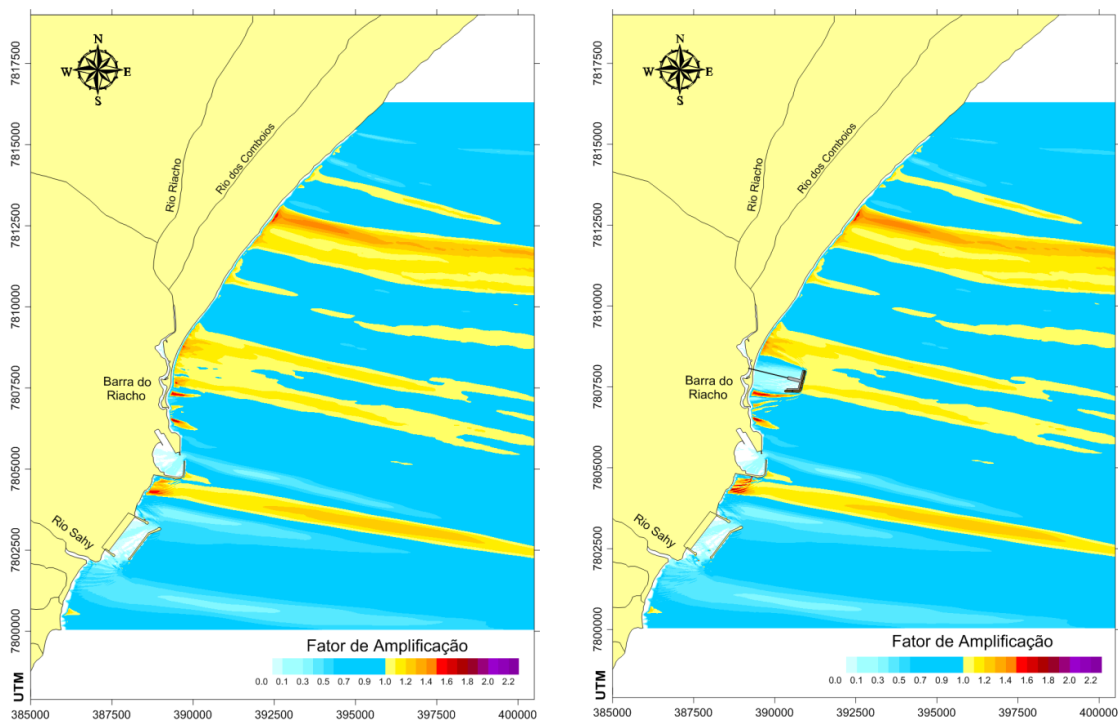 N
W
E
S
7817500
7815000
7812500
7810000
7807500
7805000
7802500
7800000
UTM
Rio Riacho
Rio dos Comboios
Barra do
Riacho
Rio Sahy
Fator de Amplificação
0.0 0.1 0.3 0.5 0.7 0.9 1.0 1.2 1.4 1.6 1.8 2.0 2.2
385000 387500 390000 392500 395000 397500 400000
N
W
E
S
7817500
7815000
7812500
7810000
7807500
7805000
7802500
7800000
UTM
Rio Riacho
Rio dos Comboios
Barra do
Riacho
Rio Sahy
Fator de Amplificação
0.0 0.1 0.3 0.5 0.7 0.9 1.0 1.2 1.4 1.6 1.8 2.0 2.2
385000 387500 390000 392500 395000 397500 400000